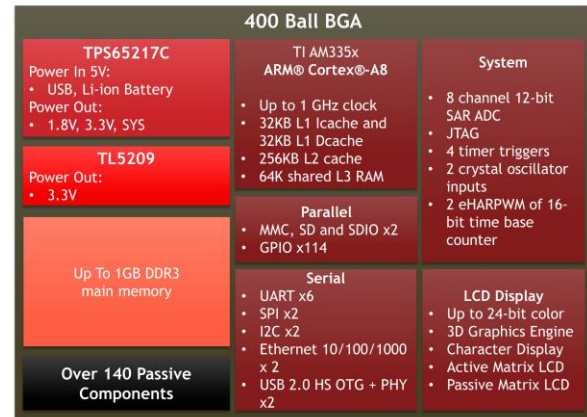 400 Ball BGA
TPS65217C
Power In 5V:
• USB, Li-ion Battery
Power Out:
• 1.8V, 3.3V, SYS
TL5209
Power Out:
• 3.3V
Up To 1GB DDR3
main memory
Over 140 Passive
Components
TI AM335x
ARM® Cortex®-A8
• Up to 1 GHz clock
• 32KB L1 Icache and
32KB L1 Dcache
• 256KB L2 cache
• 64K shared L3 RAM
Parallel
• MMC, SD and SDIO x2
• GPIO x114
Serial
• UART x6
• SPI x2
• I2C x2
• Ethernet 10/100/1000
x 2
• USB 2.0 HS OTG + PHY
x2
System
• 8 channel 12-bit
SAR ADC
• JTAG
• 4 timer triggers
• 2 crystal oscillator
inputs
• 2 eHARPWM of 16-
bit time base
counter
LCD Display
• Up to 24-bit color
• 3D Graphics Engine
• Character Display
• Active Matrix LCD
• Passive Matrix LCD